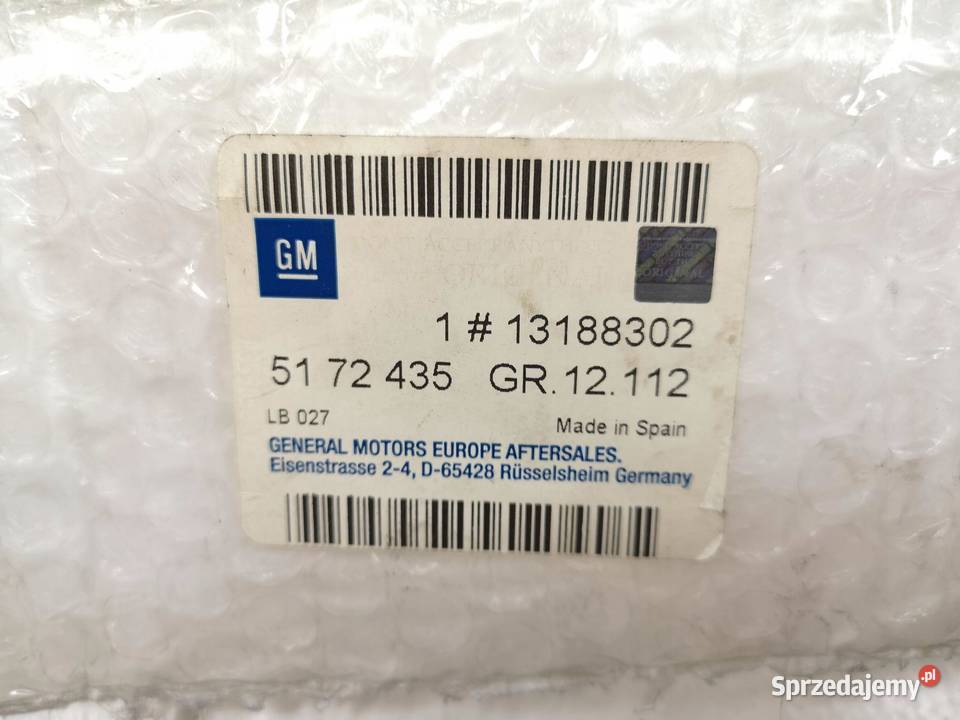 GM
ORIGINAL
1 # 13188302
51 72 435 GR.12.112
LB 027
Made in Spain
GENERAL MOTORS EUROPE AFTERSALES.
Eisenstrasse 2-4, D-65428 Rüsselsheim Germany
Sprzedajemy.pl